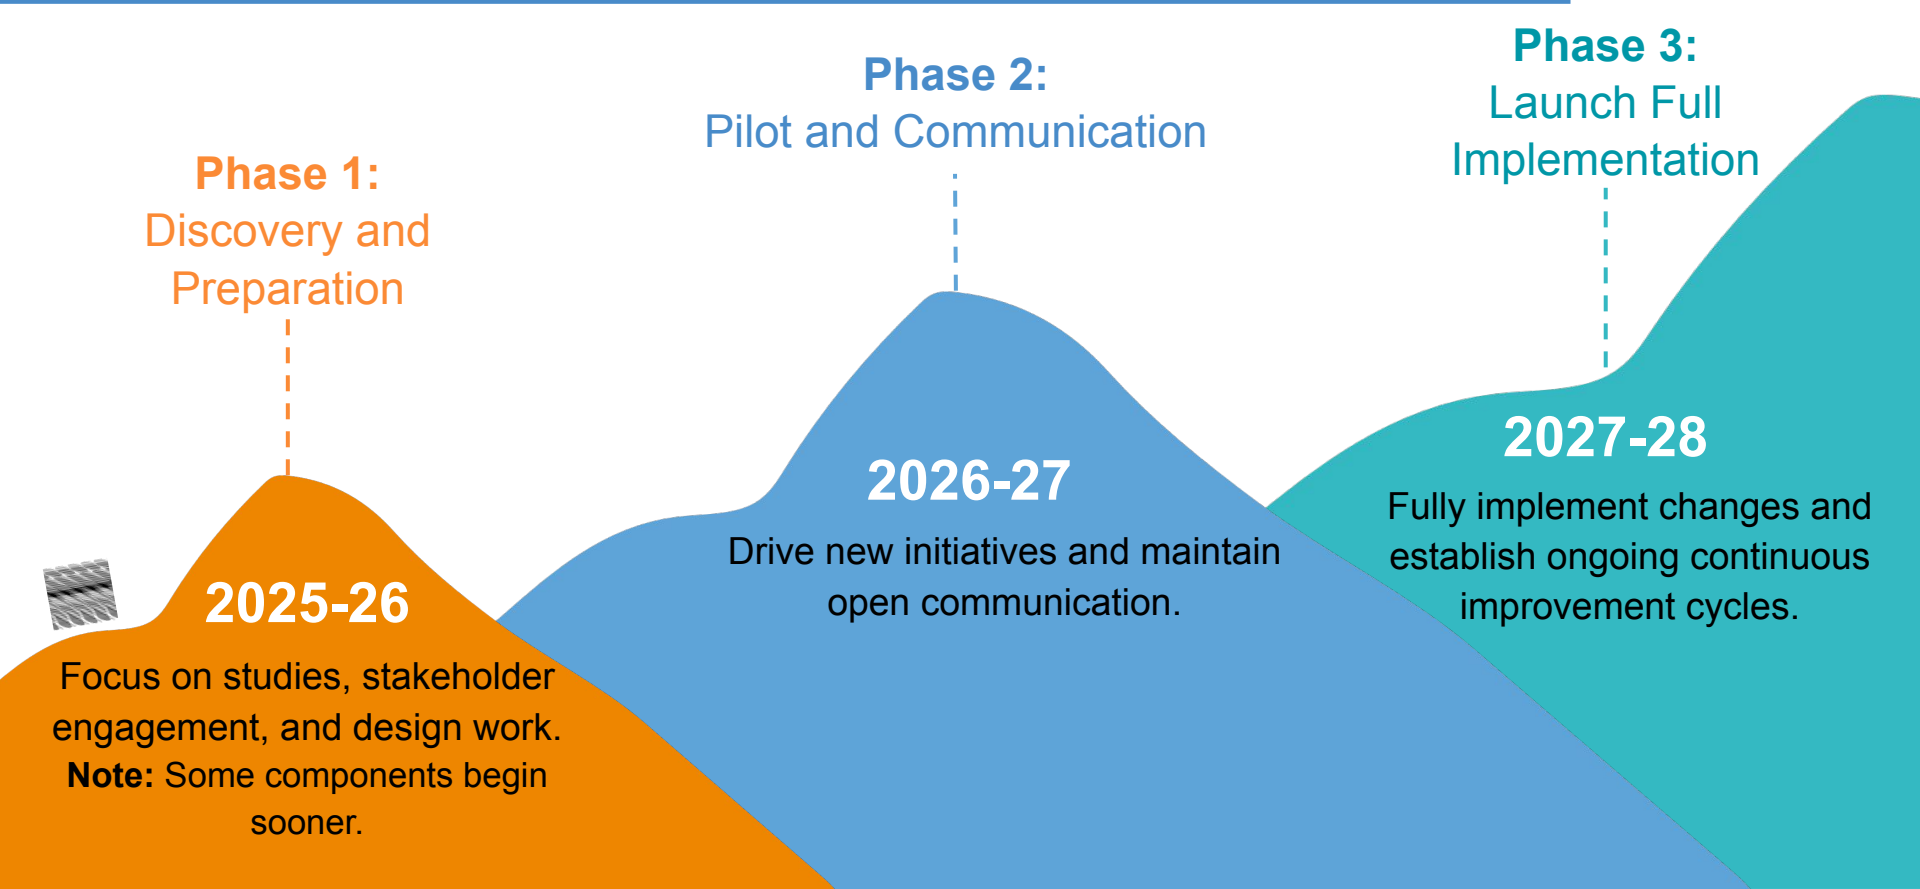 Phase 1:
Discovery and
Preparation
2025-26
Focus on studies, stakeholder
engagement, and design work.
Note: Some components begin
sooner.
Phase 2:
Pilot and Communication
2026-27
Drive new initiatives and maintain
open communication.
Phase 3:
Launch Full
Implementation
2027-28
Fully implement changes and
establish ongoing continuous
improvement cycles.